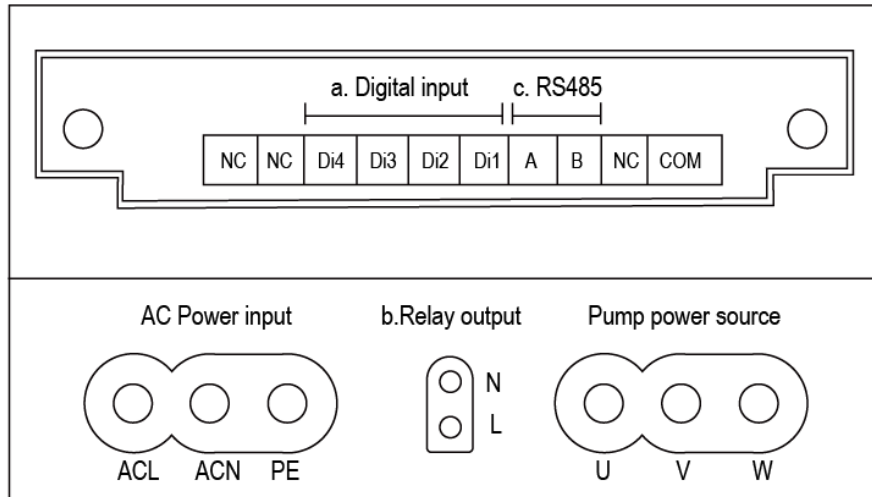 a. Digital input c. RS485
NC NC Di4 Di3 Di2 Di1 A B NC COM
AC Power input b.Relay output Pump power source
N
L
ACL ACN PE U V W